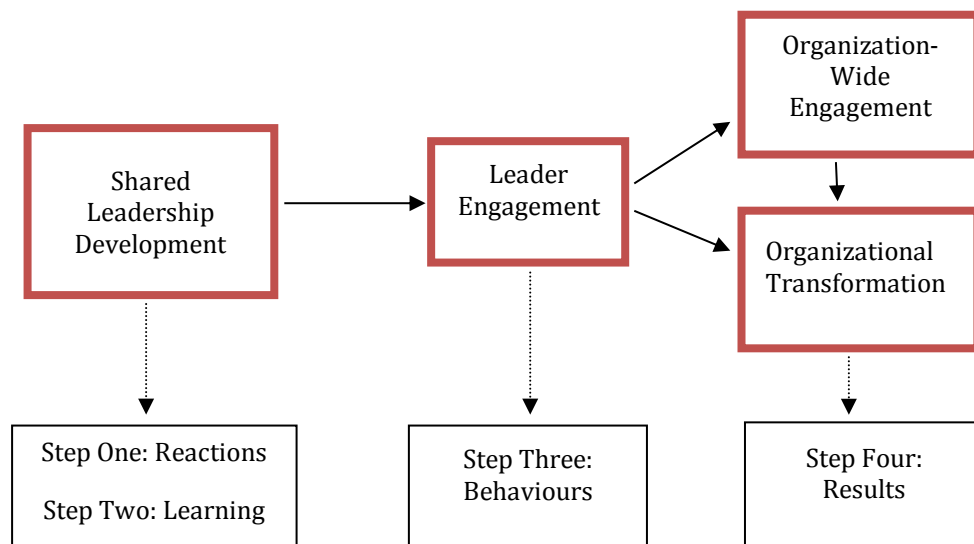 Shared
Leadership
Development
Leader
Engagement
Organization-
Wide
Engagement
Organizational
Transformation
Step One: Reactions
Step Two: Learning
Step Three:
Behaviours
Step Four:
Results